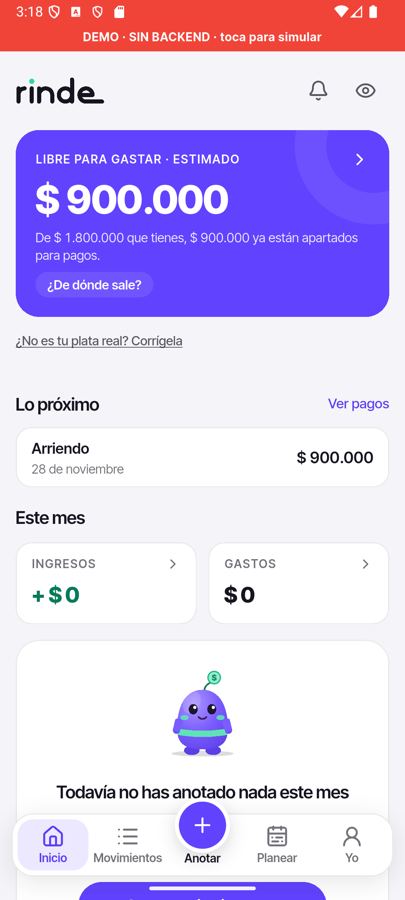 3:18
DEMO · SIN BACKEND · toca para simular
rinde
LIBRE PARA GASTAR · ESTIMADO
$ 900.000
De $ 1.800.000 que tienes, $ 900.000 ya están apartados
para pagos.
¿De dónde sale?
¿No es tu plata real? Corrígela
Lo próximo
Ver pagos
Arriendo
28 de noviembre
$ 900.000
Este mes
INGRESOS
+$0
GASTOS
$0
$
Todavía no has anotado nada este mes
Inicio
Movimientos
Anotar
Planear
Yo